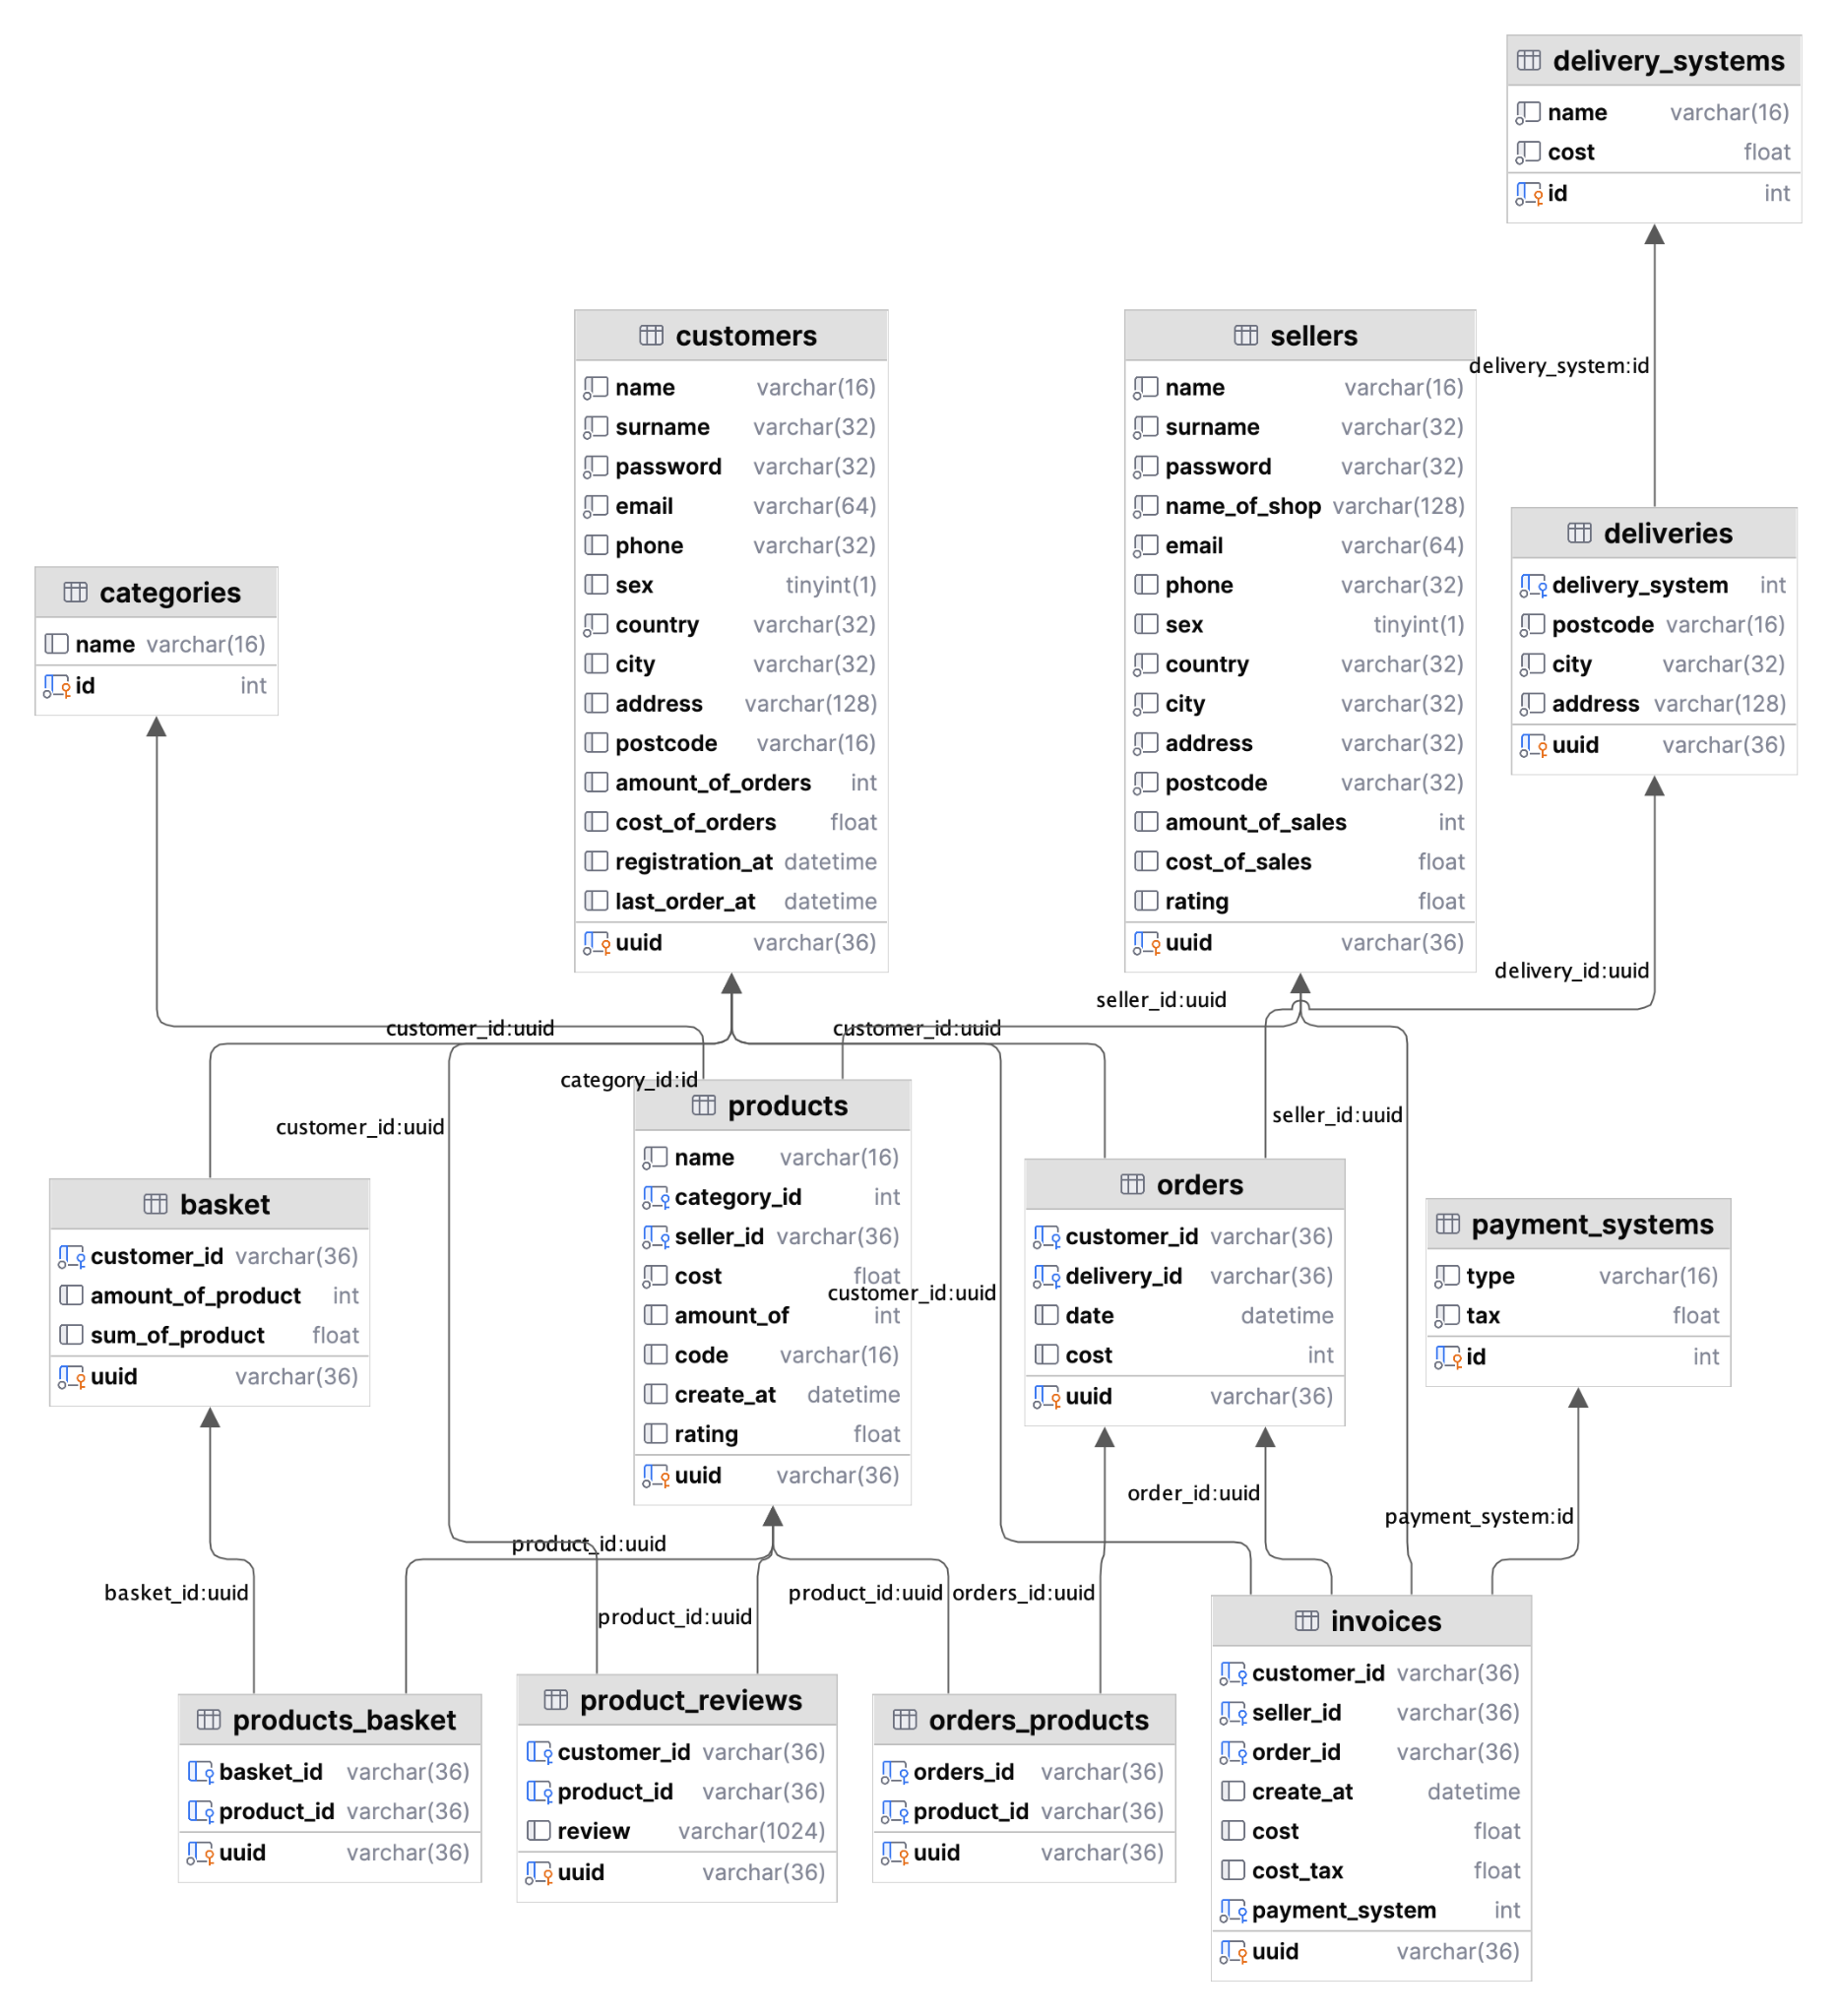 delivery_systems
name varchar(16)
cost float
id int
delivery_system:id
customers
name varchar(16)
surname varchar(32)
password varchar(32)
email varchar(64)
phone varchar(32)
sex tinyint(1)
country varchar(32)
city varchar(32)
address varchar(128)
postcode varchar(16)
amount_of_orders int
cost_of_orders float
registration_at datetime
last_order_at datetime
uuid varchar(36)
sellers
name varchar(16)
surname varchar(32)
password varchar(32)
name_of_shop varchar(128)
email varchar(64)
phone varchar(32)
sex tinyint(1)
country varchar(32)
city varchar(32)
address varchar(32)
postcode varchar(32)
amount_of_sales int
cost_of_sales float
rating float
uuid varchar(36)
deliveries
delivery_system int
postcode varchar(16)
city varchar(32)
address varchar(128)
uuid varchar(36)
categories
name varchar(16)
id int
delivery_id:uuid
seller_id:uuid
customer_id:uuid
customer_id:uuid
category_id:id
customer_id:uuid
seller_id:uuid
basket
customer_id varchar(36)
amount_of_product int
sum_of_product float
uuid varchar(36)
products
name varchar(16)
category_id int
seller_id varchar(36)
cost float
amount_of int
code varchar(16)
create_at datetime
rating float
uuid varchar(36)
customer_id:uuid
orders
customer_id varchar(36)
delivery_id varchar(36)
date datetime
cost int
uuid varchar(36)
payment_systems
type varchar(16)
tax float
id int
order_id:uuid
payment_system:id
product_id:uuid
basket_id:uuid
product_id:uuid
product_id:uuid
orders_id:uuid
products_basket
basket_id varchar(36)
product_id varchar(36)
uuid varchar(36)
product_reviews
customer_id varchar(36)
product_id varchar(36)
review varchar(1024)
uuid varchar(36)
orders_products
orders_id varchar(36)
product_id varchar(36)
uuid varchar(36)
invoices
customer_id varchar(36)
seller_id varchar(36)
order_id varchar(36)
create_at datetime
cost float
cost_tax float
payment_system int
uuid varchar(36)